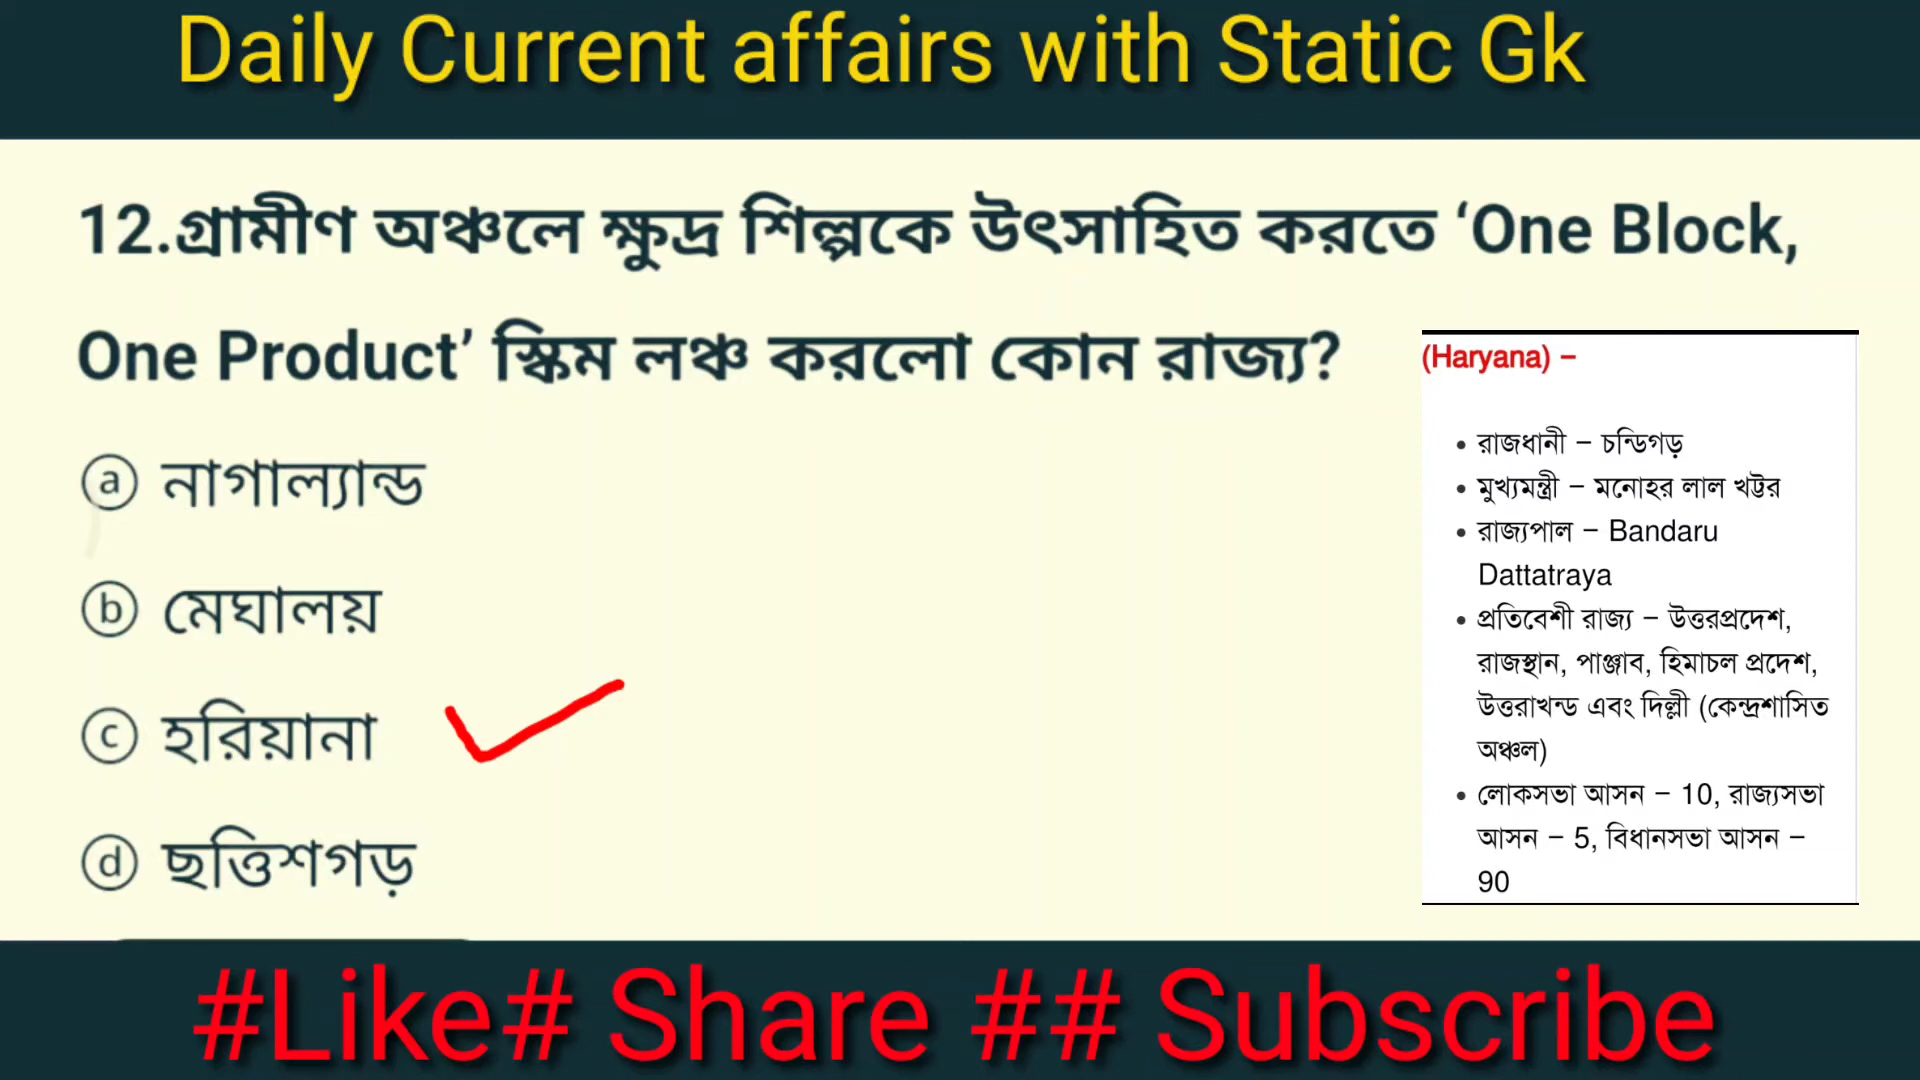 Daily Current affairs with Static Gk
12.গ্রামীণ অঞ্চলে ক্ষুদ্র শিল্পকে উৎসাহিত করতে ‘One Block,
One Product’ স্কিম লঞ্চ করলো কোন রাজ্য?
ⓐ নাগাল্যান্ড
ⓑ মেঘালয়
ⓒ হরিয়ানা
ⓓ ছত্তিশগড়
(Haryana) –
• রাজধানী – চন্ডিগড়
• মুখ্যমন্ত্রী – মনোহর লাল খট্টর
• রাজ্যপাল – Bandaru
Dattatraya
• প্রতিবেশী রাজ্য – উত্তরপ্রদেশ,
রাজস্থান, পাঞ্জাব, হিমাচল প্রদেশ,
উত্তরাখন্ড এবং দিল্লী (কেন্দ্রশাসিত
অঞ্চল)
• লোকসভা আসন – 10, রাজ্যসভা
আসন – 5, বিধানসভা আসন –
90
#Like# Share ## Subscribe